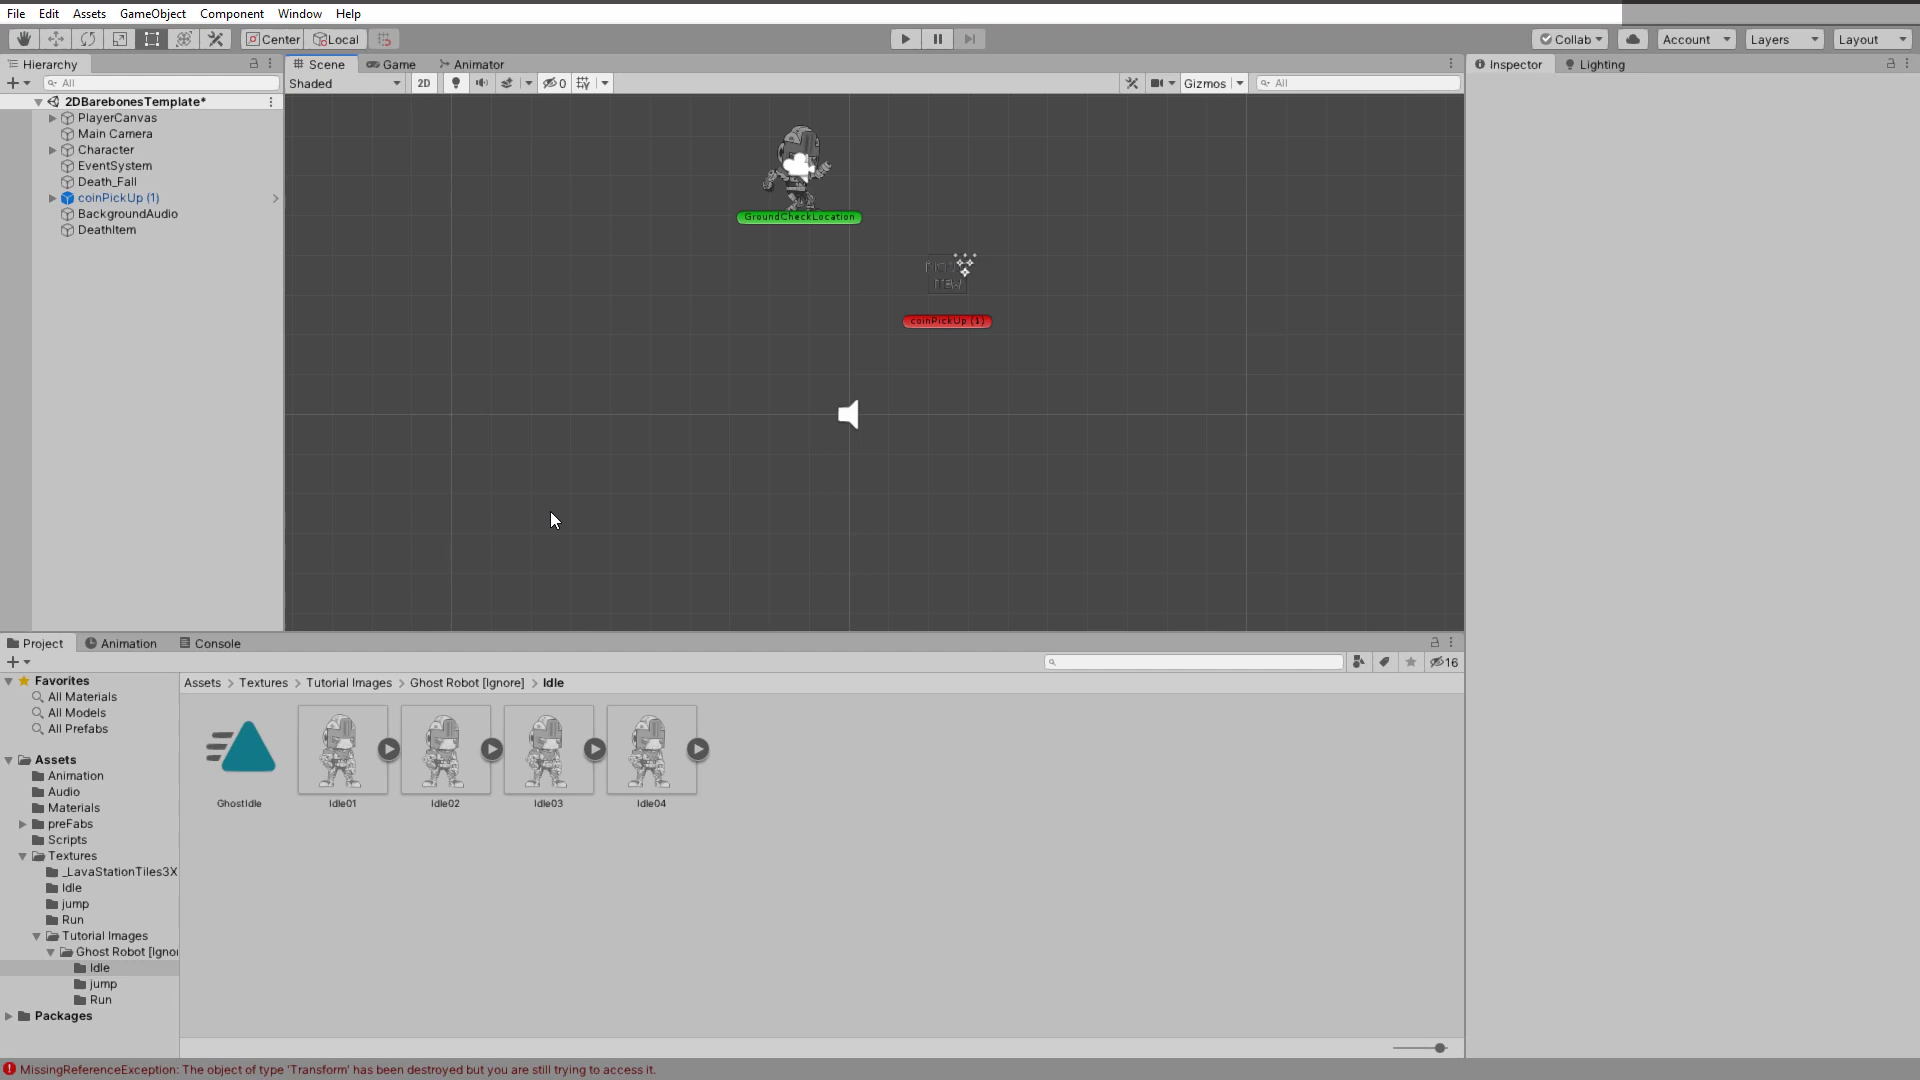 File Edit Assets GameObject Component Window Help
Center Local Collab Account Layers Layout
Hierarchy
All
2DBarebonesTemplate*
PlayerCanvas
Main Camera
Character
EventSystem
Death_Fall
coinPickUp (1)
BackgroundAudio
DeathItem
Scene Game Animator
Shaded 2D 0 Gizmos All
GroundCheckLocation
ITEM
coinPickUp (1)
Inspector Lighting
Project Animation Console
16
Favorites
All Materials
All Models
All Prefabs
Assets
Animation
Audio
Materials
preFabs
Scripts
Textures
_LavaStationTiles3X
Idle
jump
Run
Tutorial Images
Ghost Robot [Ignor
Idle
jump
Run
Packages
Assets > Textures > Tutorial Images > Ghost Robot [Ignore] > Idle
GhostIdle Idle01 Idle02 Idle03 Idle04
MissingReferenceException: The object of type 'Transform' has been destroyed but you are still trying to access it.